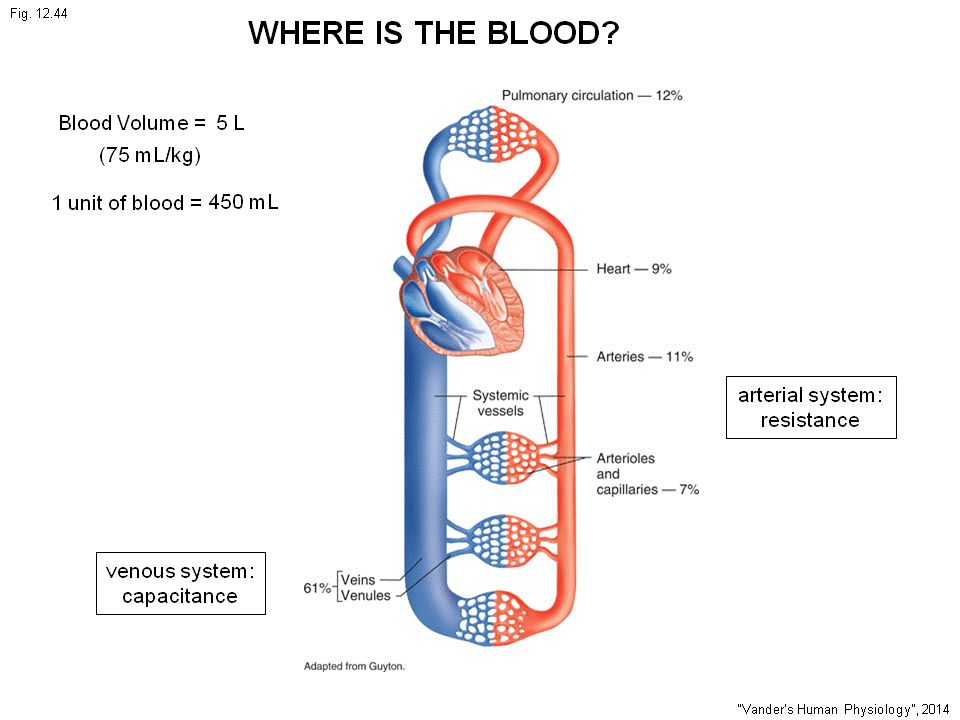 Fig. 12.44
WHERE IS THE BLOOD?
Pulmonary circulation — 12%
Blood Volume = 5 L
(75 mL/kg)
1 unit of blood = 450 mL
Heart — 9%
Arteries — 11%
Systemic
vessels
arterial system:
resistance
Arterioles
and
capillaries — 7%
venous system:
capacitance
61%
Veins
Venules
Adapted from Guyton.
"Vander's Human Physiology", 2014